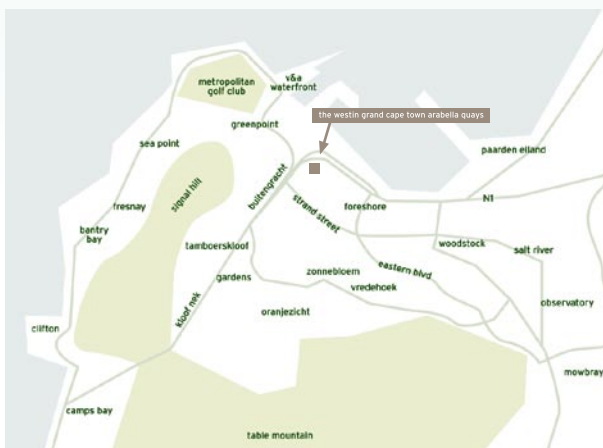 metropolitan
golf club
v&a
waterfront
the westin grand cape town arabella quays
greenpoint
sea point
paarden eiland
signal hill
buitengracht
fresnay
strand street
foreshore
N1
bantry
bay
tamboerskloof
woodstock
salt river
gardens
zonnebloem
eastern blvd
vredehoek
kloof nek
oranjezicht
observatory
clifton
mowbray
camps bay
table mountain